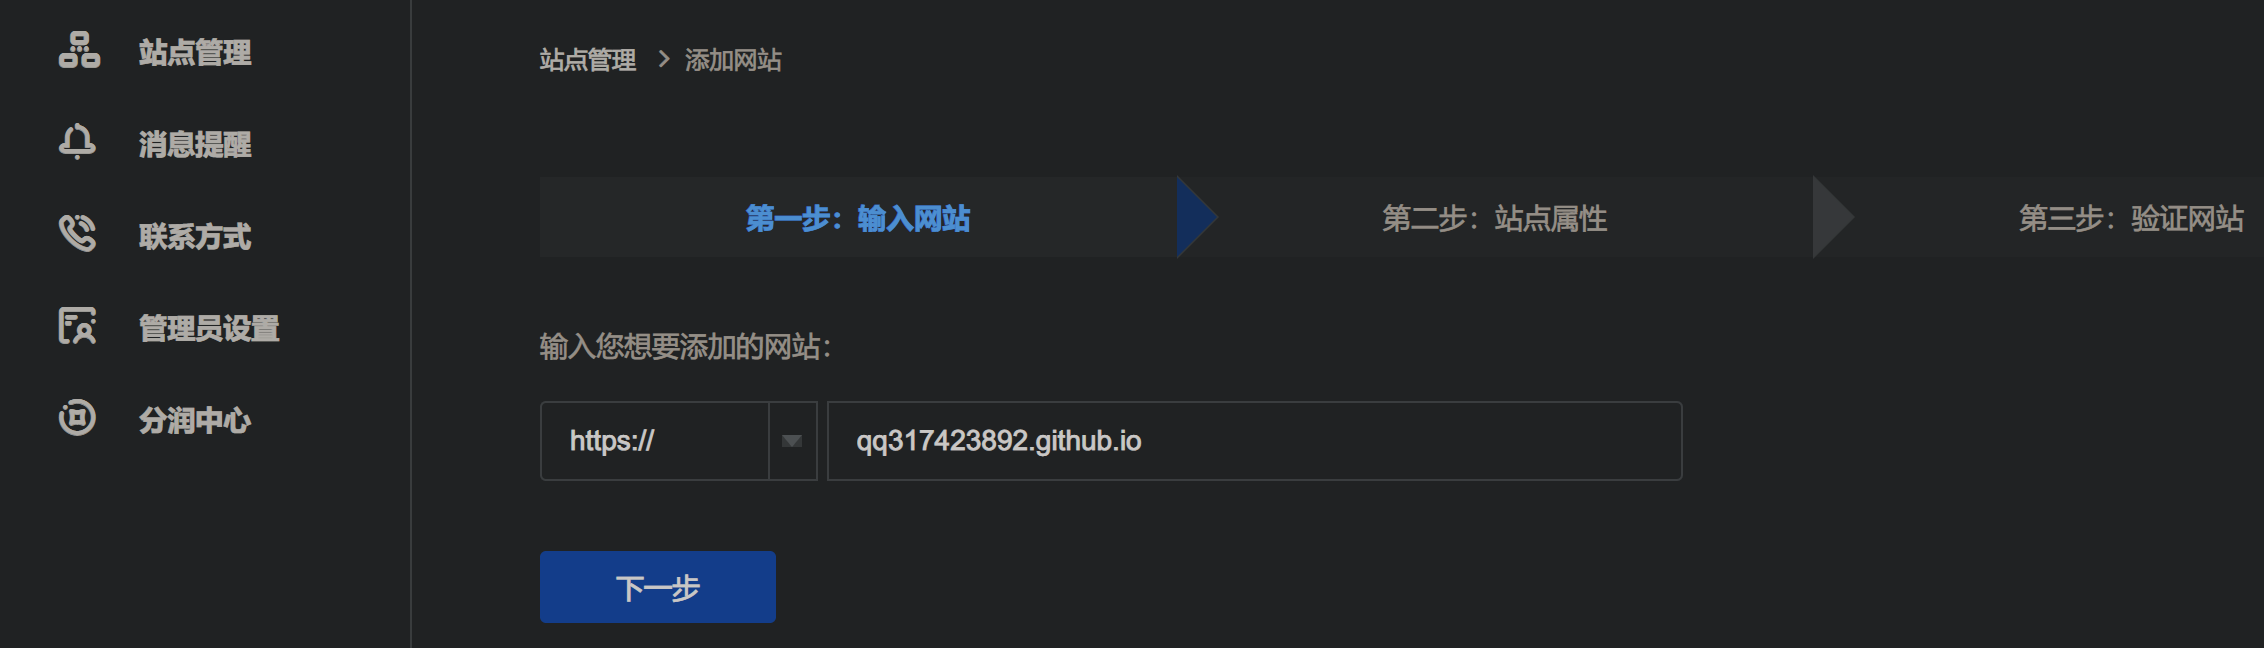 站点管理
消息提醒
联系方式
管理员设置
分润中心
站点管理 > 添加网站
第一步：输入网站
第二步：站点属性
第三步：验证网站
输入您想要添加的网站：
https://
qq317423892.github.io
下一步